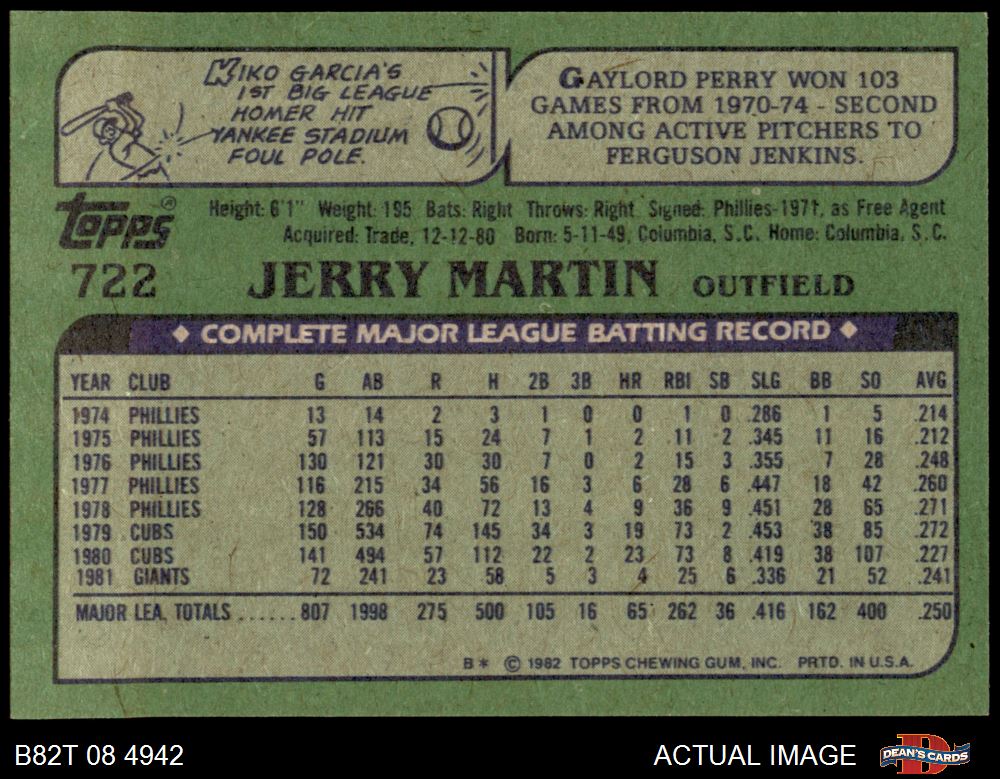 KIKO GARCIA'S
1ST BIG LEAGUE
HOMER HIT
YANKEE STADIUM
FOUL POLE.
GAYLORD PERRY WON 103
GAMES FROM 1970-74 - SECOND
AMONG ACTIVE PITCHERS TO
FERGUSON JENKINS.
topps®
Height: 6'1" Weight: 195 Bats: Right Throws: Right Signed: Phillies-1971, as Free Agent
Acquired: Trade, 12-12-80 Born: 5-11-49, Columbia, S.C. Home: Columbia, S.C.
722 JERRY MARTIN OUTFIELD
◆ COMPLETE MAJOR LEAGUE BATTING RECORD ◆
YEAR CLUB G AB R H 2B 3B HR RBI SB SLG BB SO AVG
1974 PHILLIES 13 14 2 3 1 0 0 1 0 .286 1 5 .214
1975 PHILLIES 57 113 15 24 7 1 2 11 2 .345 11 16 .212
1976 PHILLIES 130 121 30 30 7 0 2 15 3 .355 7 28 .248
1977 PHILLIES 116 215 34 56 16 3 6 28 6 .447 18 42 .260
1978 PHILLIES 128 266 40 72 13 4 9 36 9 .451 28 65 .271
1979 CUBS 150 534 74 145 34 3 19 73 2 .453 38 85 .272
1980 CUBS 141 494 57 112 22 2 23 73 8 .419 38 107 .227
1981 GIANTS 72 241 23 58 5 3 4 25 6 .336 21 52 .241
MAJOR LEA. TOTALS ...... 807 1998 275 500 105 16 65 262 36 .416 162 400 .250
B* © 1982 TOPPS CHEWING GUM, INC. PRTD. IN U.S.A.
B82T 08 4942 ACTUAL IMAGE DEAN'S CARDS